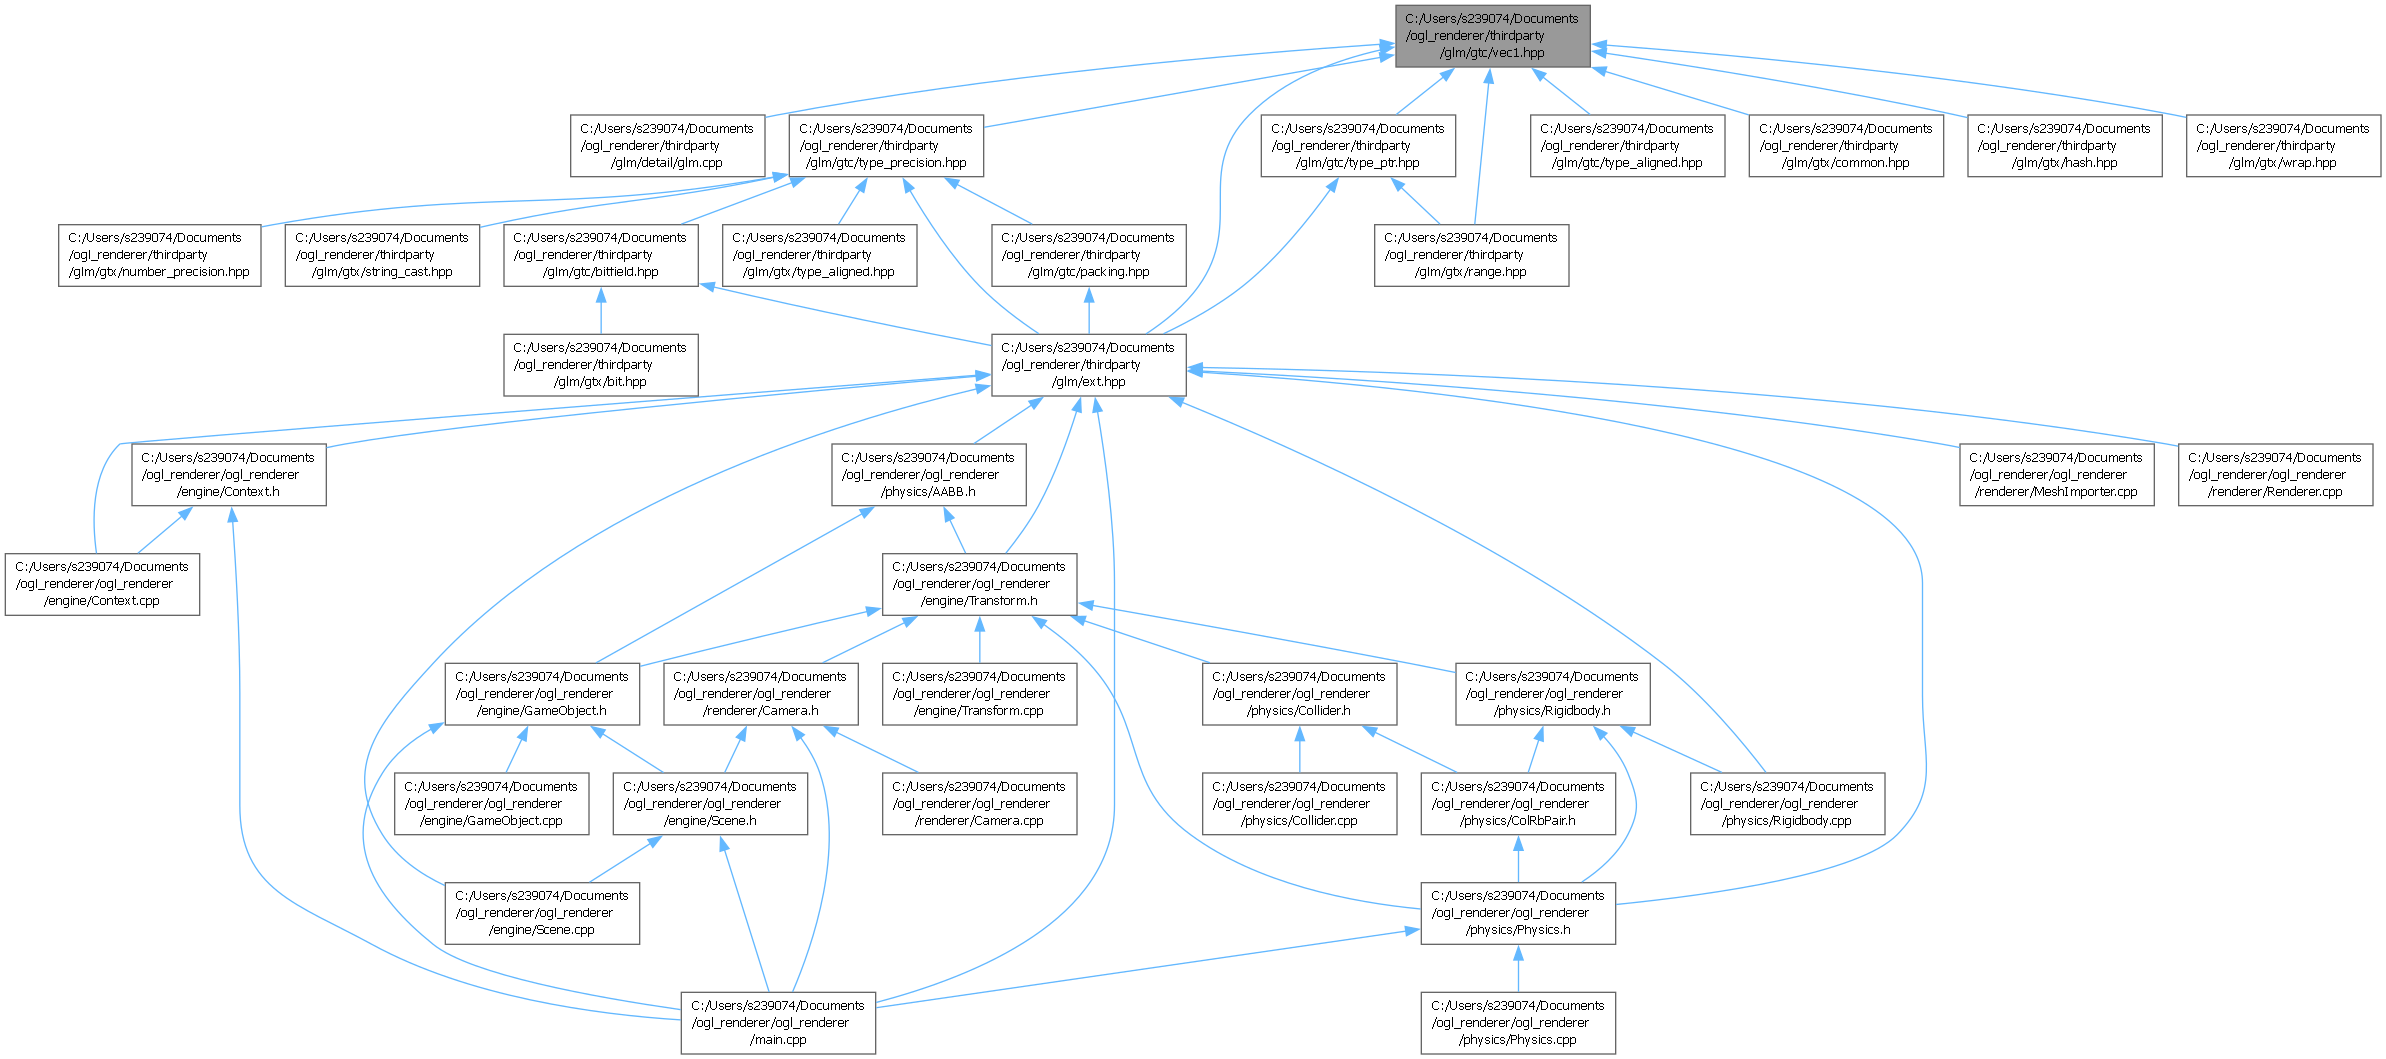 C:/Users/s239074/Documents
/ogl_renderer/thirdparty
/glm/gtc/vec1.hpp
C:/Users/s239074/Documents
/ogl_renderer/thirdparty
/glm/detail/glm.cpp
C:/Users/s239074/Documents
/ogl_renderer/thirdparty
/glm/gtc/type_precision.hpp
C:/Users/s239074/Documents
/ogl_renderer/thirdparty
/glm/gtc/type_ptr.hpp
C:/Users/s239074/Documents
/ogl_renderer/thirdparty
/glm/gtc/type_aligned.hpp
C:/Users/s239074/Documents
/ogl_renderer/thirdparty
/glm/gtx/common.hpp
C:/Users/s239074/Documents
/ogl_renderer/thirdparty
/glm/gtx/hash.hpp
C:/Users/s239074/Documents
/ogl_renderer/thirdparty
/glm/gtx/wrap.hpp
C:/Users/s239074/Documents
/ogl_renderer/thirdparty
/glm/gtx/number_precision.hpp
C:/Users/s239074/Documents
/ogl_renderer/thirdparty
/glm/gtx/string_cast.hpp
C:/Users/s239074/Documents
/ogl_renderer/thirdparty
/glm/gtc/bitfield.hpp
C:/Users/s239074/Documents
/ogl_renderer/thirdparty
/glm/gtx/type_aligned.hpp
C:/Users/s239074/Documents
/ogl_renderer/thirdparty
/glm/gtc/packing.hpp
C:/Users/s239074/Documents
/ogl_renderer/thirdparty
/glm/gtx/range.hpp
C:/Users/s239074/Documents
/ogl_renderer/thirdparty
/glm/gtx/bit.hpp
C:/Users/s239074/Documents
/ogl_renderer/thirdparty
/glm/ext.hpp
C:/Users/s239074/Documents
/ogl_renderer/ogl_renderer
/engine/Context.h
C:/Users/s239074/Documents
/ogl_renderer/ogl_renderer
/physics/AABB.h
C:/Users/s239074/Documents
/ogl_renderer/ogl_renderer
/renderer/MeshImporter.cpp
C:/Users/s239074/Documents
/ogl_renderer/ogl_renderer
/renderer/Renderer.cpp
C:/Users/s239074/Documents
/ogl_renderer/ogl_renderer
/engine/Context.cpp
C:/Users/s239074/Documents
/ogl_renderer/ogl_renderer
/engine/Transform.h
C:/Users/s239074/Documents
/ogl_renderer/ogl_renderer
/engine/GameObject.h
C:/Users/s239074/Documents
/ogl_renderer/ogl_renderer
/renderer/Camera.h
C:/Users/s239074/Documents
/ogl_renderer/ogl_renderer
/engine/Transform.cpp
C:/Users/s239074/Documents
/ogl_renderer/ogl_renderer
/physics/Collider.h
C:/Users/s239074/Documents
/ogl_renderer/ogl_renderer
/physics/Rigidbody.h
C:/Users/s239074/Documents
/ogl_renderer/ogl_renderer
/engine/GameObject.cpp
C:/Users/s239074/Documents
/ogl_renderer/ogl_renderer
/engine/Scene.h
C:/Users/s239074/Documents
/ogl_renderer/ogl_renderer
/renderer/Camera.cpp
C:/Users/s239074/Documents
/ogl_renderer/ogl_renderer
/physics/Collider.cpp
C:/Users/s239074/Documents
/ogl_renderer/ogl_renderer
/physics/ColRbPair.h
C:/Users/s239074/Documents
/ogl_renderer/ogl_renderer
/physics/Rigidbody.cpp
C:/Users/s239074/Documents
/ogl_renderer/ogl_renderer
/engine/Scene.cpp
C:/Users/s239074/Documents
/ogl_renderer/ogl_renderer
/physics/Physics.h
C:/Users/s239074/Documents
/ogl_renderer/ogl_renderer
/main.cpp
C:/Users/s239074/Documents
/ogl_renderer/ogl_renderer
/physics/Physics.cpp